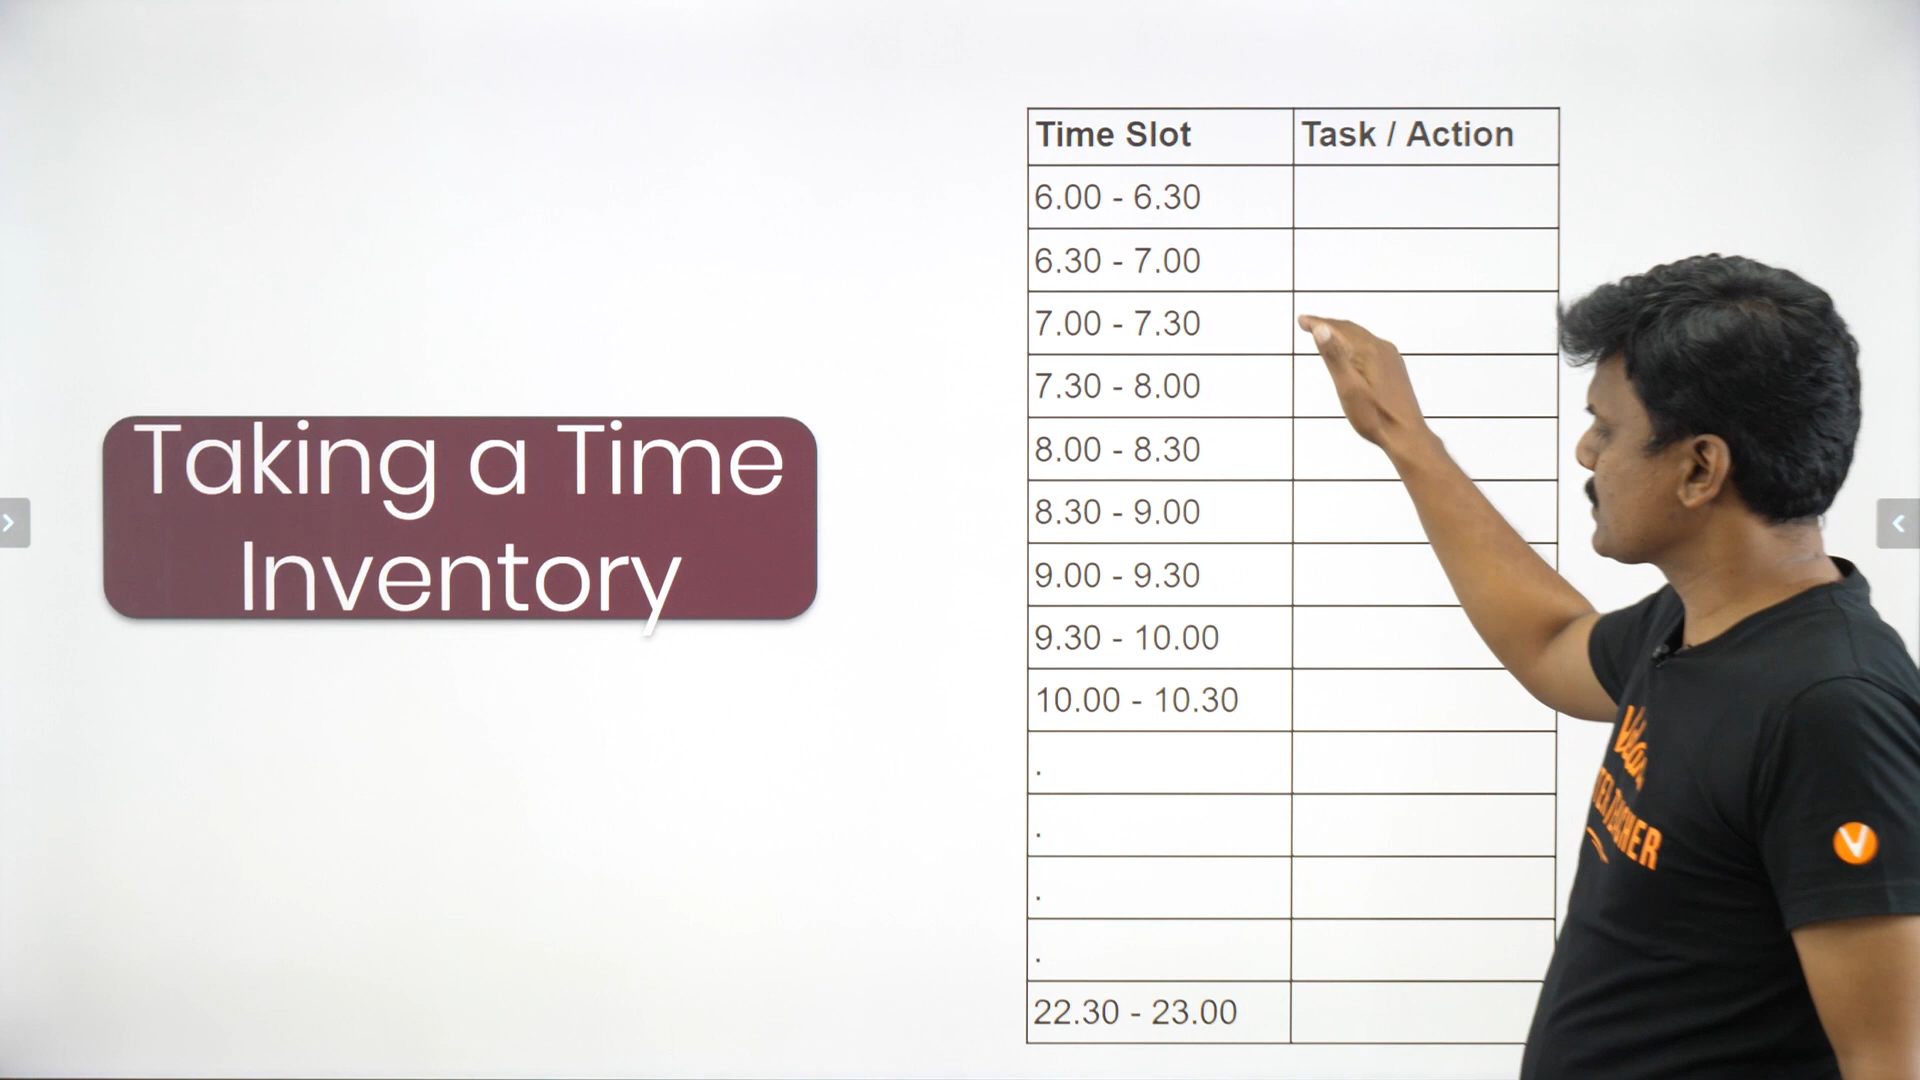 Taking a Time
Inventory
Time Slot Task / Action
6.00 - 6.30
6.30 - 7.00
7.00 - 7.30
7.30 - 8.00
8.00 - 8.30
8.30 - 9.00
9.00 - 9.30
9.30 - 10.00
10.00 - 10.30
.
.
.
.
22.30 - 23.00
V